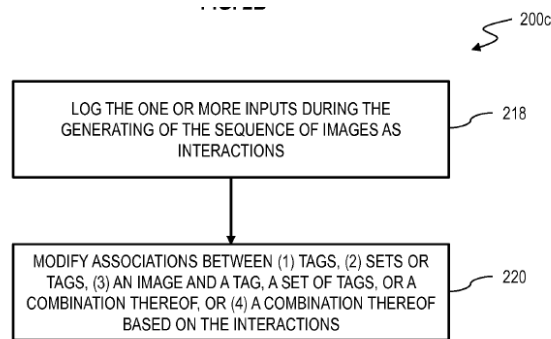 200c
LOG THE ONE OR MORE INPUTS DURING THE
GENERATING OF THE SEQUENCE OF IMAGES AS
INTERACTIONS
218
MODIFY ASSOCIATIONS BETWEEN (1) TAGS, (2) SETS OR
TAGS, (3) AN IMAGE AND A TAG, A SET OF TAGS, OR A
COMBINATION THEREOF, OR (4) A COMBINATION THEREOF
BASED ON THE INTERACTIONS
220